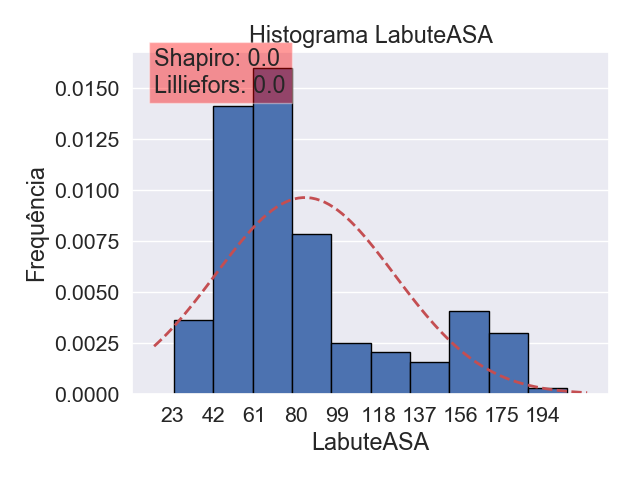 Histograma LabuteASA
Shapiro: 0.0
Lilliefors: 0.0
0.0150
0.0125
0.0100
0.0075
0.0050
0.0025
0.0000
Frequência
23 42 61 80 99 118 137 156 175 194
LabuteASA